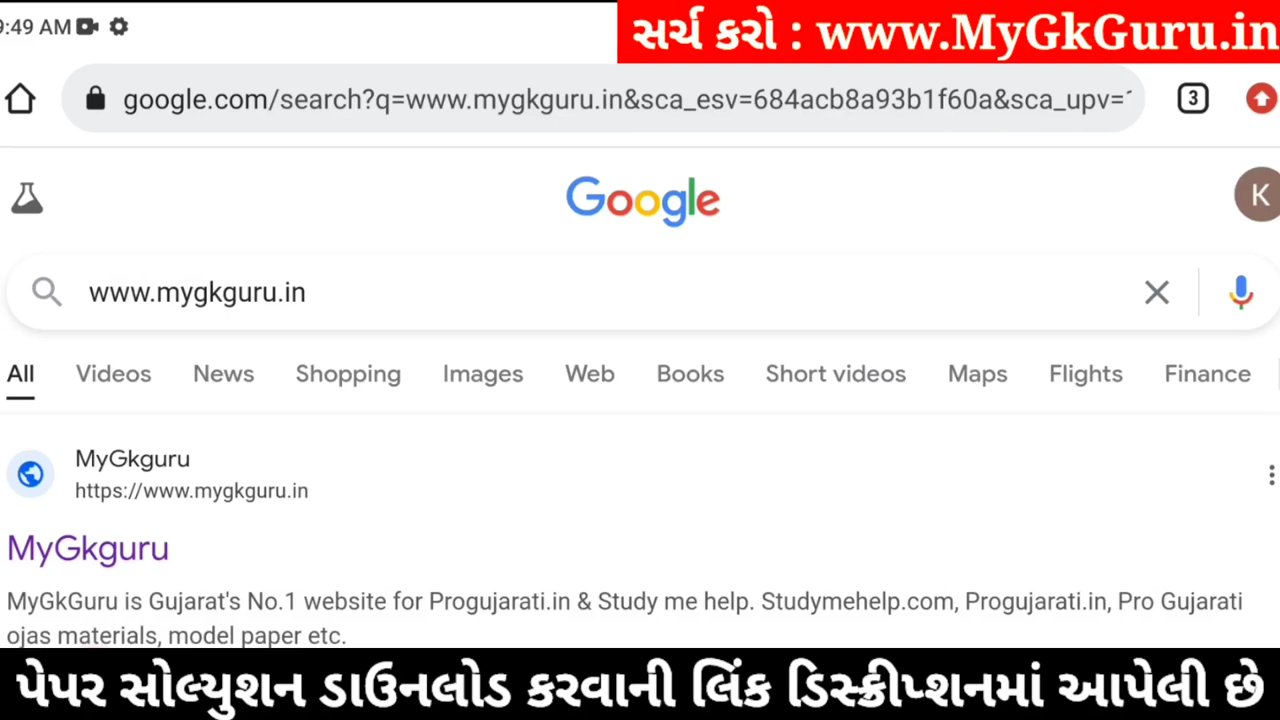 9:49 AM
સર્ચ કરો : www.MyGkGuru.in
google.com/search?q=www.mygkguru.in&sca_esv=684acb8a93b1f60a&sca_upv=
3
Google
K
www.mygkguru.in
All Videos News Shopping Images Web Books Short videos Maps Flights Finance
MyGkguru
https://www.mygkguru.in
MyGkguru
MyGkGuru is Gujarat's No.1 website for Progujarati.in & Study me help. Studymehelp.com, Progujarati.in, Pro Gujarati
ojas materials, model paper etc.
પેપર સોલ્યુશન ડાઉનલોડ કરવાની લિંક ડિસ્ક્રીપ્શનમાં આપેલી છે